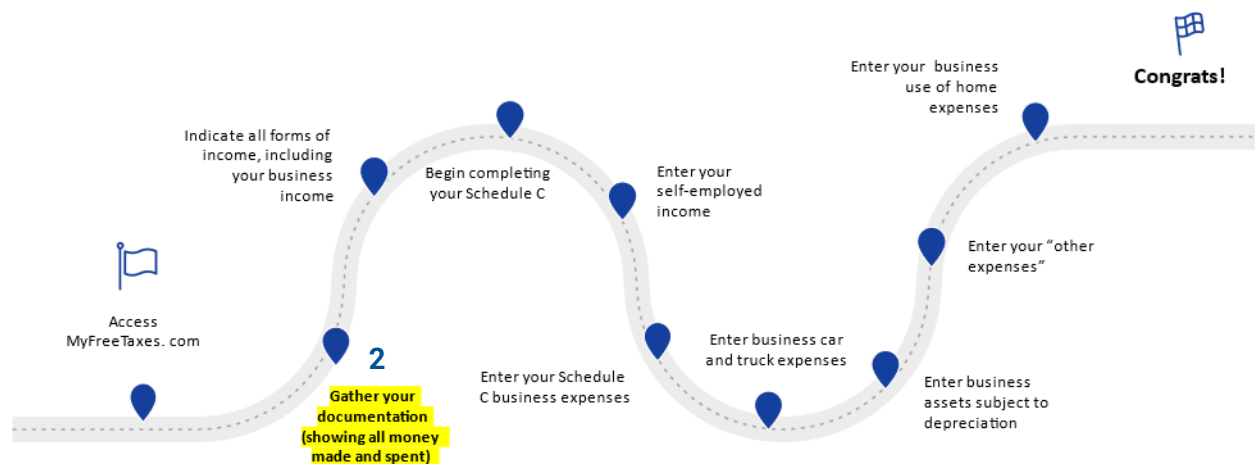 Access
MyFreeTaxes. com
2
Gather your
documentation
(showing all money
made and spent)
Indicate all forms of
income, including
your business
income
Begin completing
your Schedule C
Enter your
self-employed
income
Enter your Schedule
C business expenses
Enter business car
and truck expenses
Enter business
assets subject to
depreciation
Enter your “other
expenses”
Enter your business
use of home
expenses
Congrats!